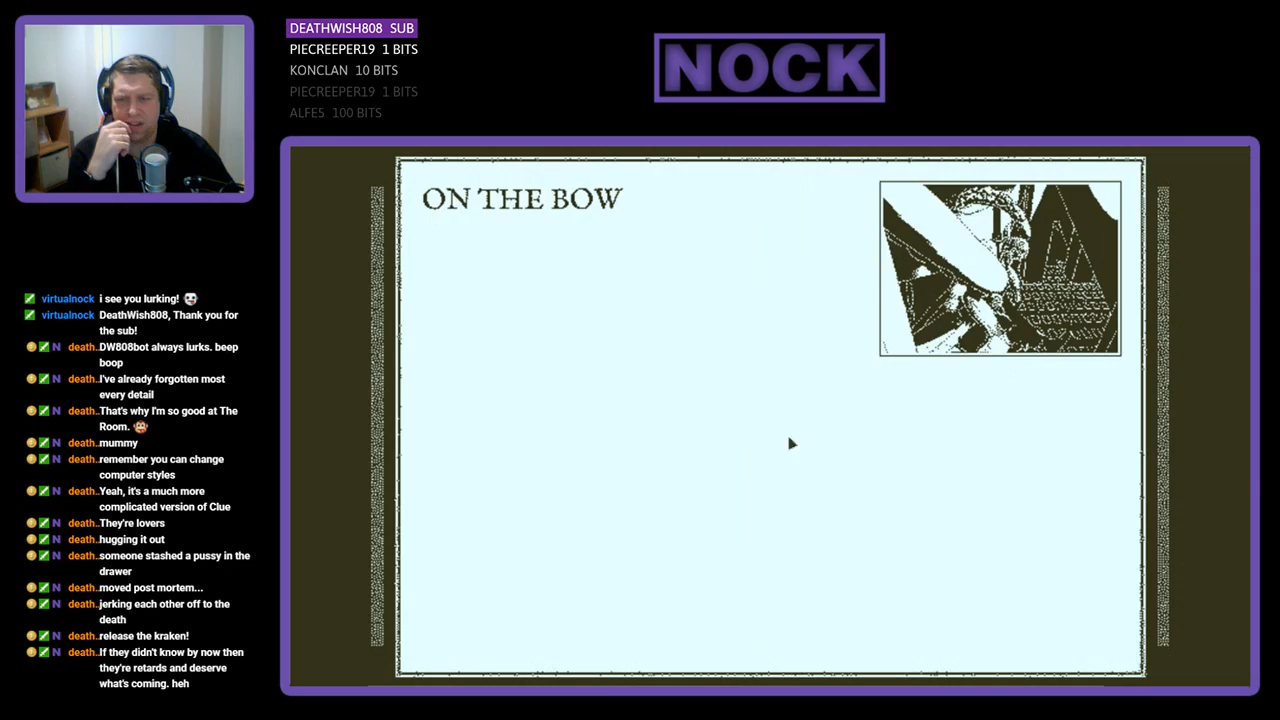 DEATHWISH808 SUB
PIECREEPER19 1 BITS
KONCLAN 10 BITS
PIECREEPER19 1 BITS
ALFE5 100 BITS
NOCK
ON THE BOW
virtualnock i see you lurking!
virtualnock DeathWish808, Thank you for
the sub!
N death.. DW808bot always lurks. beep
boop
N death.. I've already forgotten most
every detail
N death.. That's why I'm so good at The
Room.
N death.. mummy
N death.. remember you can change
computer styles
N death.. Yeah, it's a much more
complicated version of Clue
N death.. They're lovers
N death.. hugging it out
N death.. someone stashed a pussy in the
drawer
N death.. moved post mortem...
N death.. jerking each other off to the
death
N death.. release the kraken!
N death.. If they didn't know by now then
they're retards and deserve
what's coming. heh